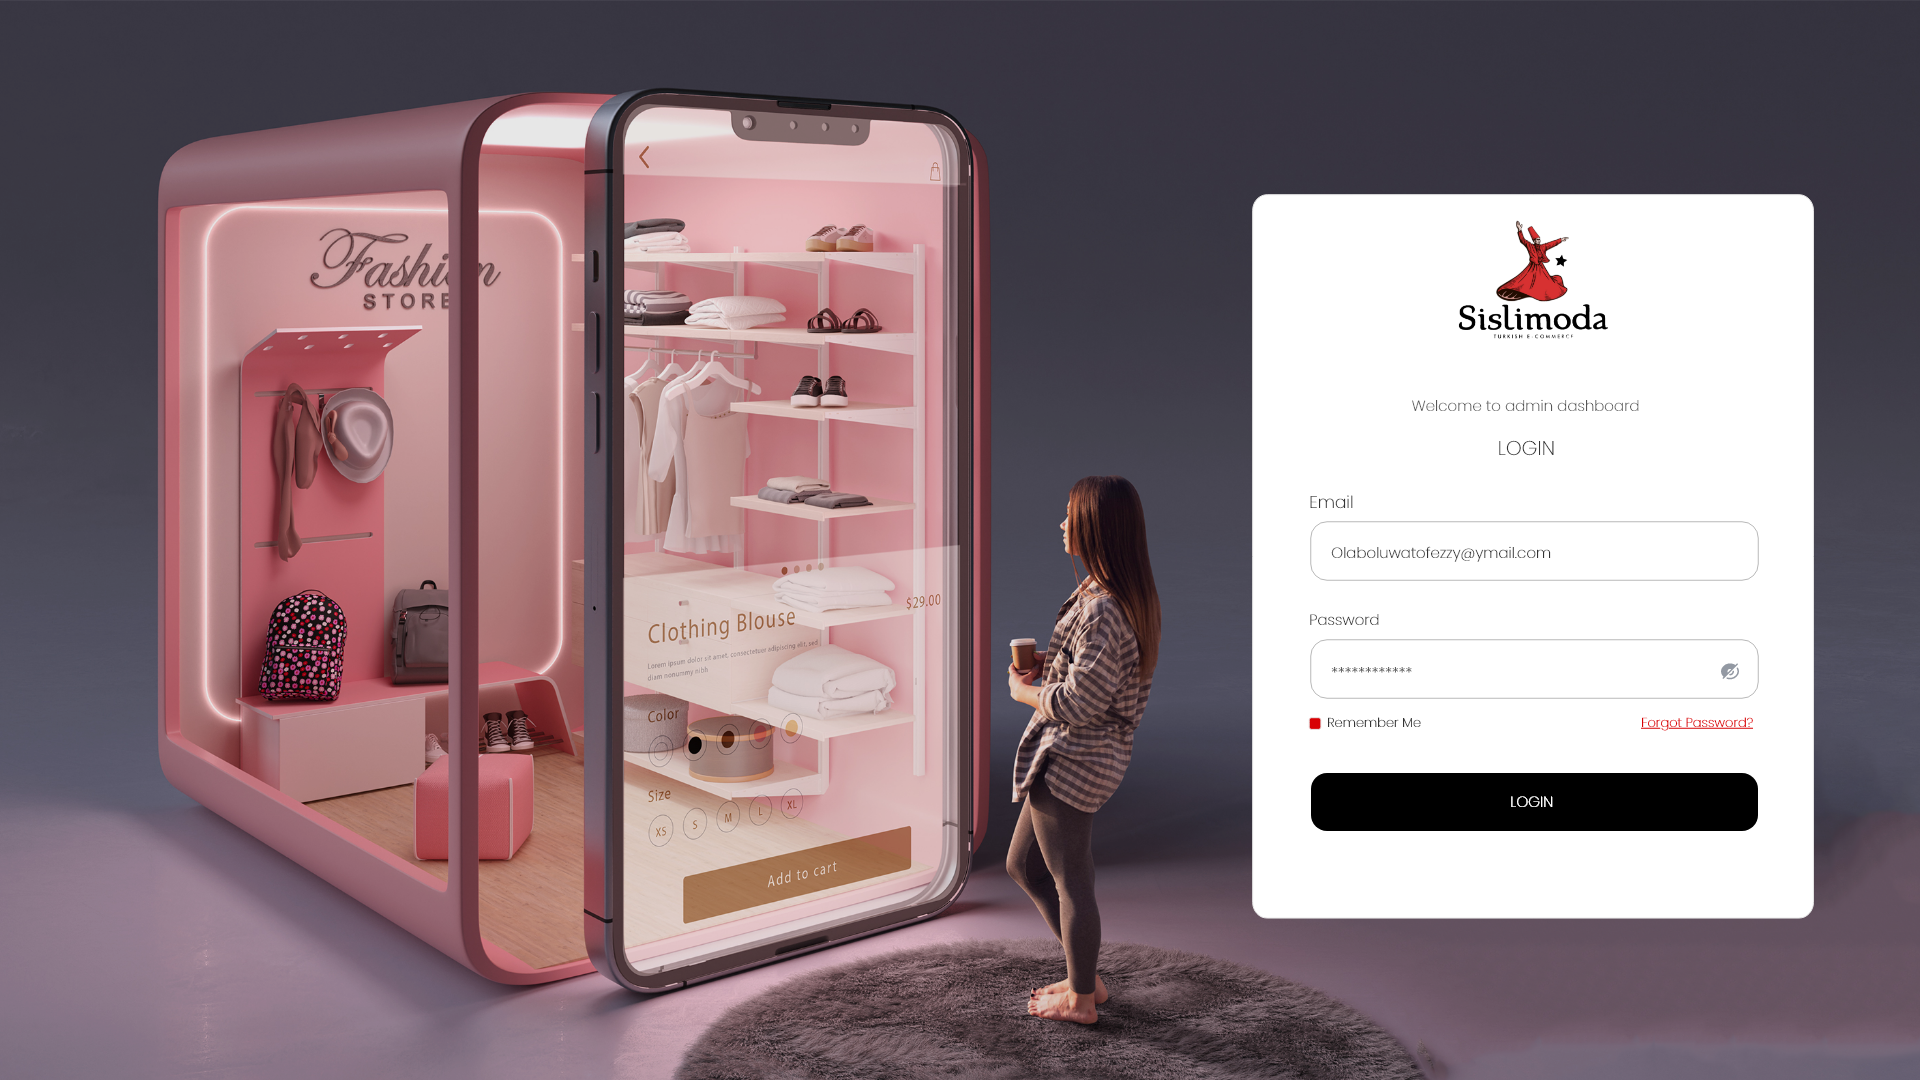 Fashion
STORE
Clothing Blouse
$29.00
Lorem ipsum dolor sit amet, consectetuer adipiscing elit, sed
diam nonummy nibh
Color
Size
XS S M L XL
Add to cart
Sislimoda
TURKISH E-COMMERCE
Welcome to admin dashboard
LOGIN
Email
Olaboluwatofezzy@ymail.com
Password
************
Remember Me
Forgot Password?
LOGIN